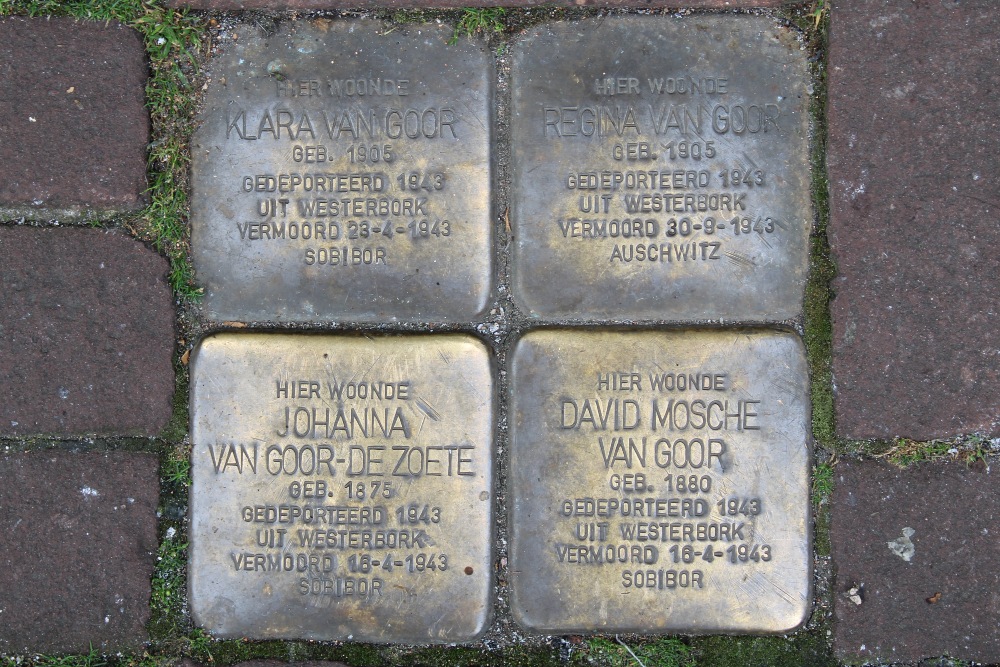 HIER WOONDE
KLARA VAN GOOR
GEB. 1905
GEDEPORTEERD 1943
UIT WESTERBORK
VERMOORD 23-4-1943
SOBIBOR
HIER WOONDE
REGINA VAN GOOR
GEB. 1905
GEDEPORTEERD 1943
UIT WESTERBORK
VERMOORD 30-9-1943
AUSCHWITZ
HIER WOONDE
JOHANNA
VAN GOOR-DE ZOETE
GEB. 1875
GEDEPORTEERD 1943
UIT WESTERBORK
VERMOORD 16-4-1943
SOBIBOR
HIER WOONDE
DAVID MOSCHE
VAN GOOR
GEB. 1880
GEDEPORTEERD 1943
UIT WESTERBORK
VERMOORD 16-4-1943
SOBIBOR